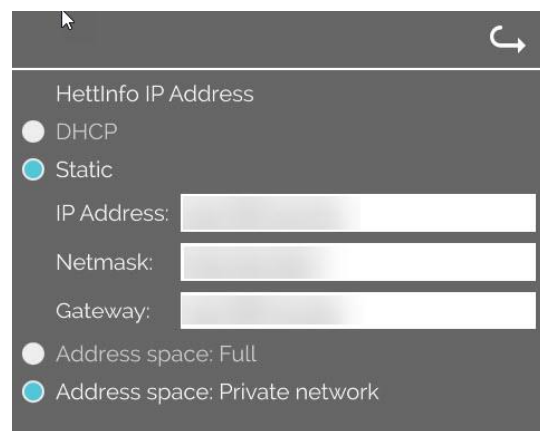 HettInfo IP Address
DHCP
Static
IP Address:
Netmask:
Gateway:
Address space: Full
Address space: Private network